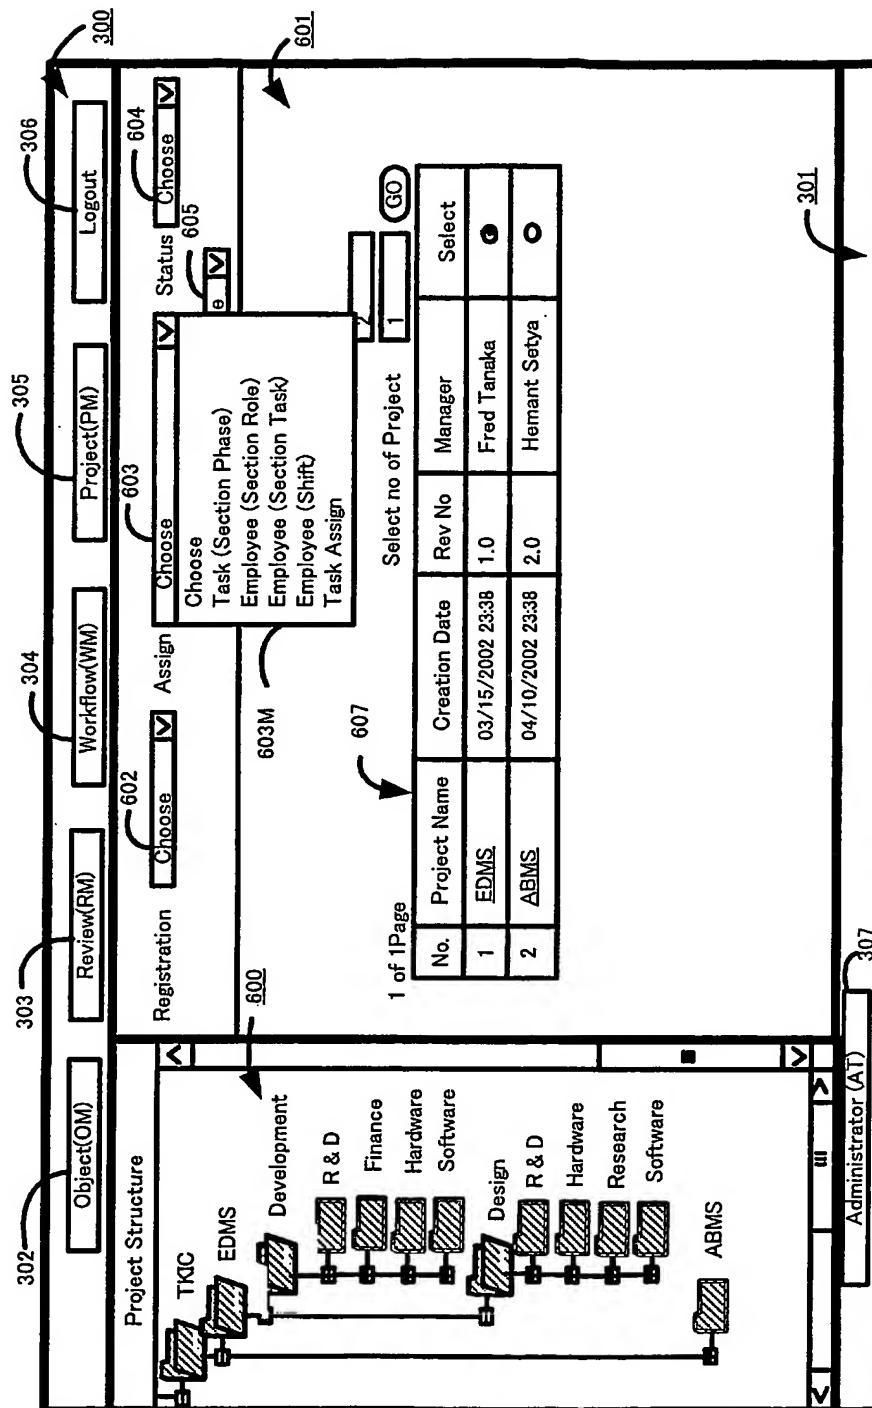 300
302
303
304
305
306
Object(OM)
Review(RM)
Workflow(WM)
Project(PM)
Logout
Project Structure
TKIC
EDMS
Development
R & D
Finance
Hardware
Software
Design
R & D
Hardware
Research
Software
ABMS
600
Registration
Choose
602
Assign
Choose
603
Status
Choose
604
605
e
Choose
Task (Section Phase)
Employee (Section Role)
Employee (Section Task)
Employee (Shift)
Task Assign
603M
601
2
Select no of Project
1
GO
1 of 1Page
607
No. Project Name Creation Date Rev No Manager Select
1 EDMS 03/15/2002 23:38 1.0 Fred Tanaka
2 ABMS 04/10/2002 23:38 2.0 Hemant Setya
301
Administrator (AT)
307